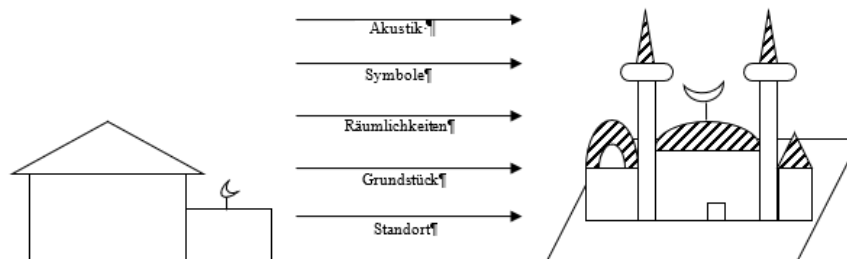 Akustik·¶
Symbole¶
Räumlichkeiten¶
Grundstück¶
Standort¶